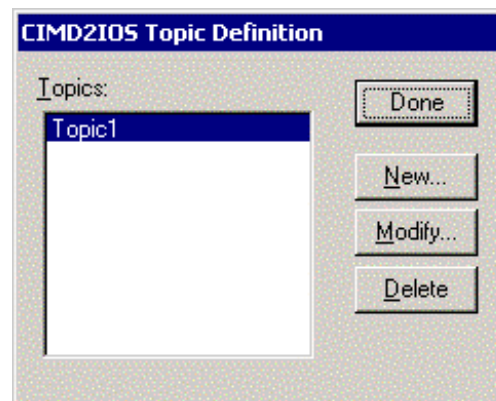 CIMD2IOS Topic Definition
Topics:
Topic1
Done
New...
Modify...
Delete